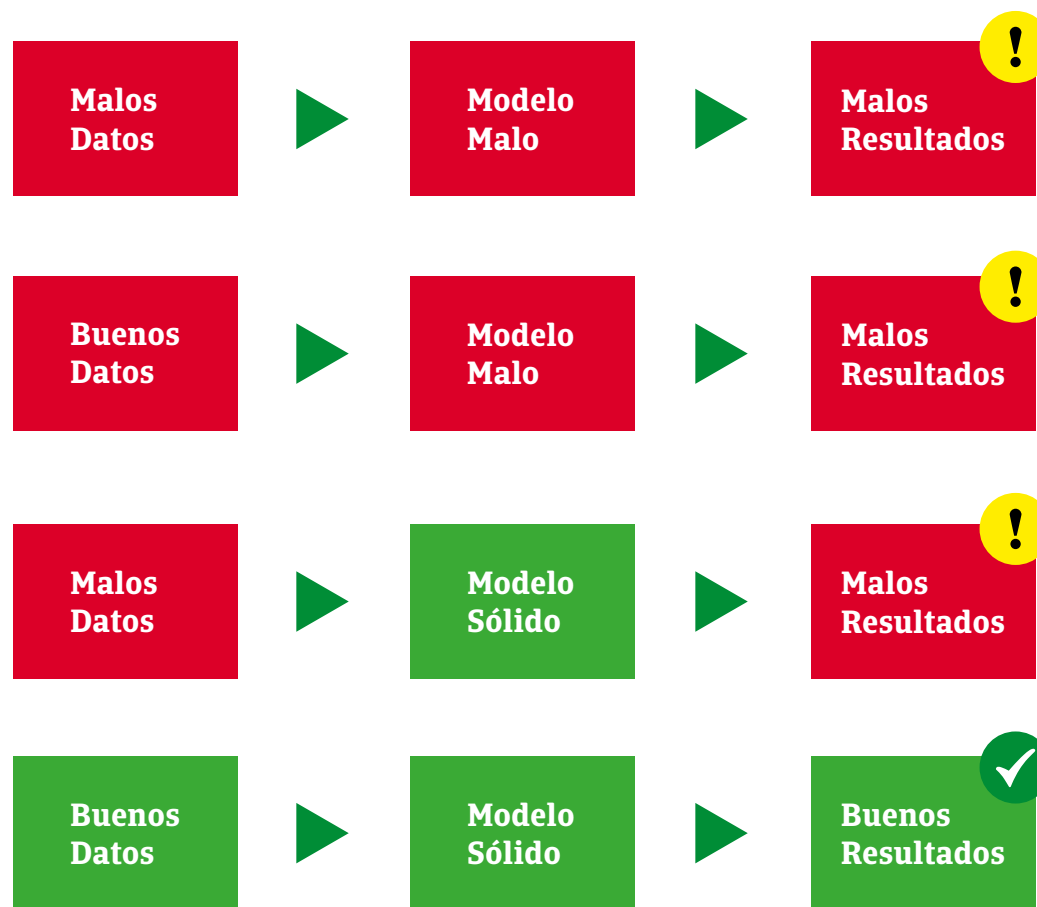 Malos
Datos
Modelo
Malo
Malos
Resultados
!
Buenos
Datos
Modelo
Malo
Malos
Resultados
!
Malos
Datos
Modelo
Sólido
Malos
Resultados
!
Buenos
Datos
Modelo
Sólido
Buenos
Resultados